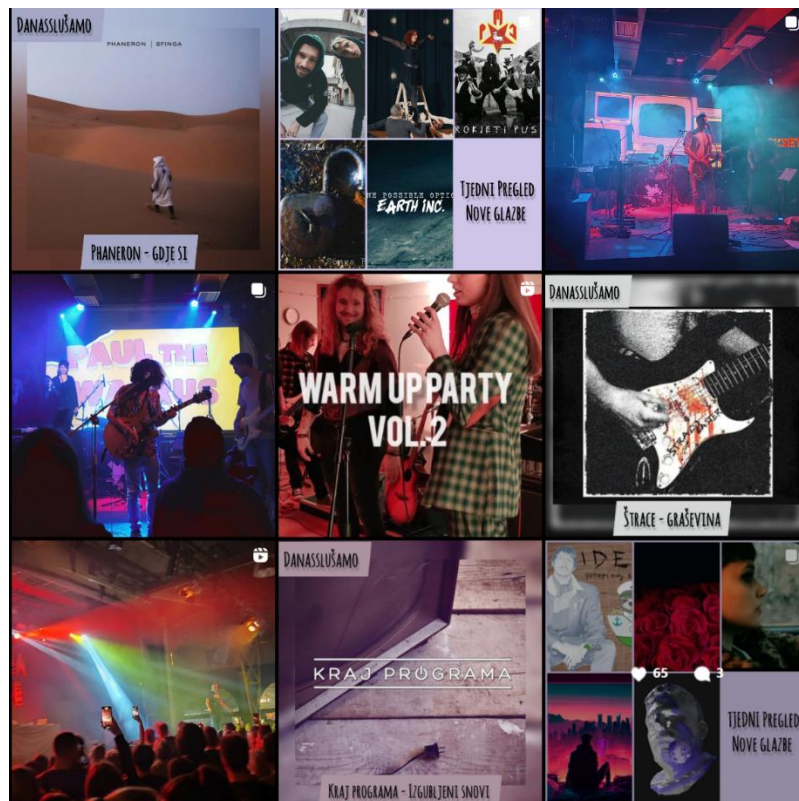 DANASSLUŠAMO
PHANERON | SFINGA
PHANERON - GDJE SI
KORJETI PUS
EARTH INC.
TJEDNI PREGLED
NOVE GLAZBE
PAUL THE
WARM UP PARTY
VOL. 2
DANASSLUŠAMO
ŠTRACE - GRAŠEVINA
DANASSLUŠAMO
KRAJ PROGRAMA
KRAJ PROGRAMA - IZGUBLJENI SNOVI
IDE
65
3
TJEDNI PREGLED
NOVE GLAZBE